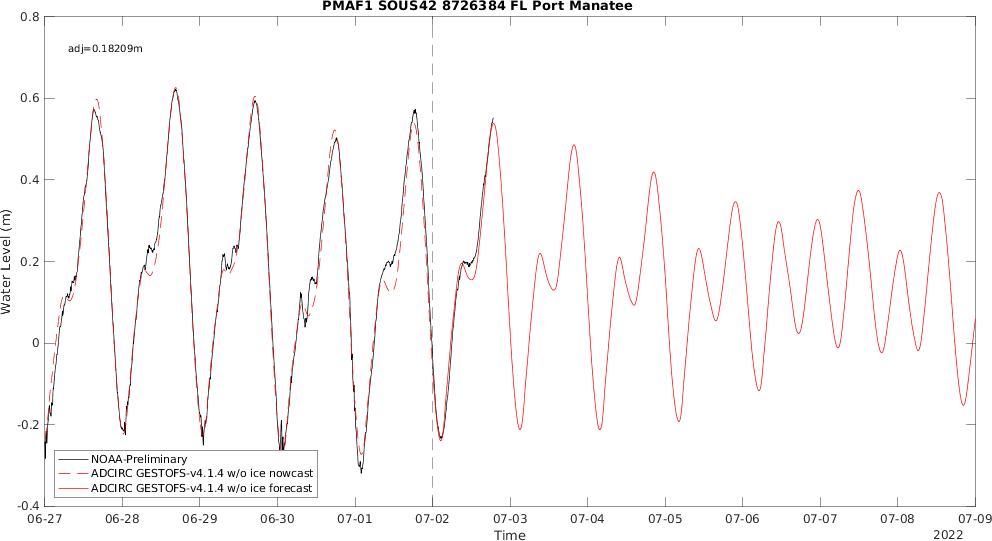 PMAF1 SOUS42 8726384 FL Port Manatee
0.8
adj=0.18209m
0.6
0.4
0.2
0
-0.2
-0.4
Water Level (m)
NOAA-Preliminary
ADCIRC GESTOFS-v4.1.4 w/o ice nowcast
ADCIRC GESTOFS-v4.1.4 w/o ice forecast
06-27 06-28 06-29 06-30 07-01 07-02 07-03 07-04 07-05 07-06 07-07 07-08 07-09
Time
2022